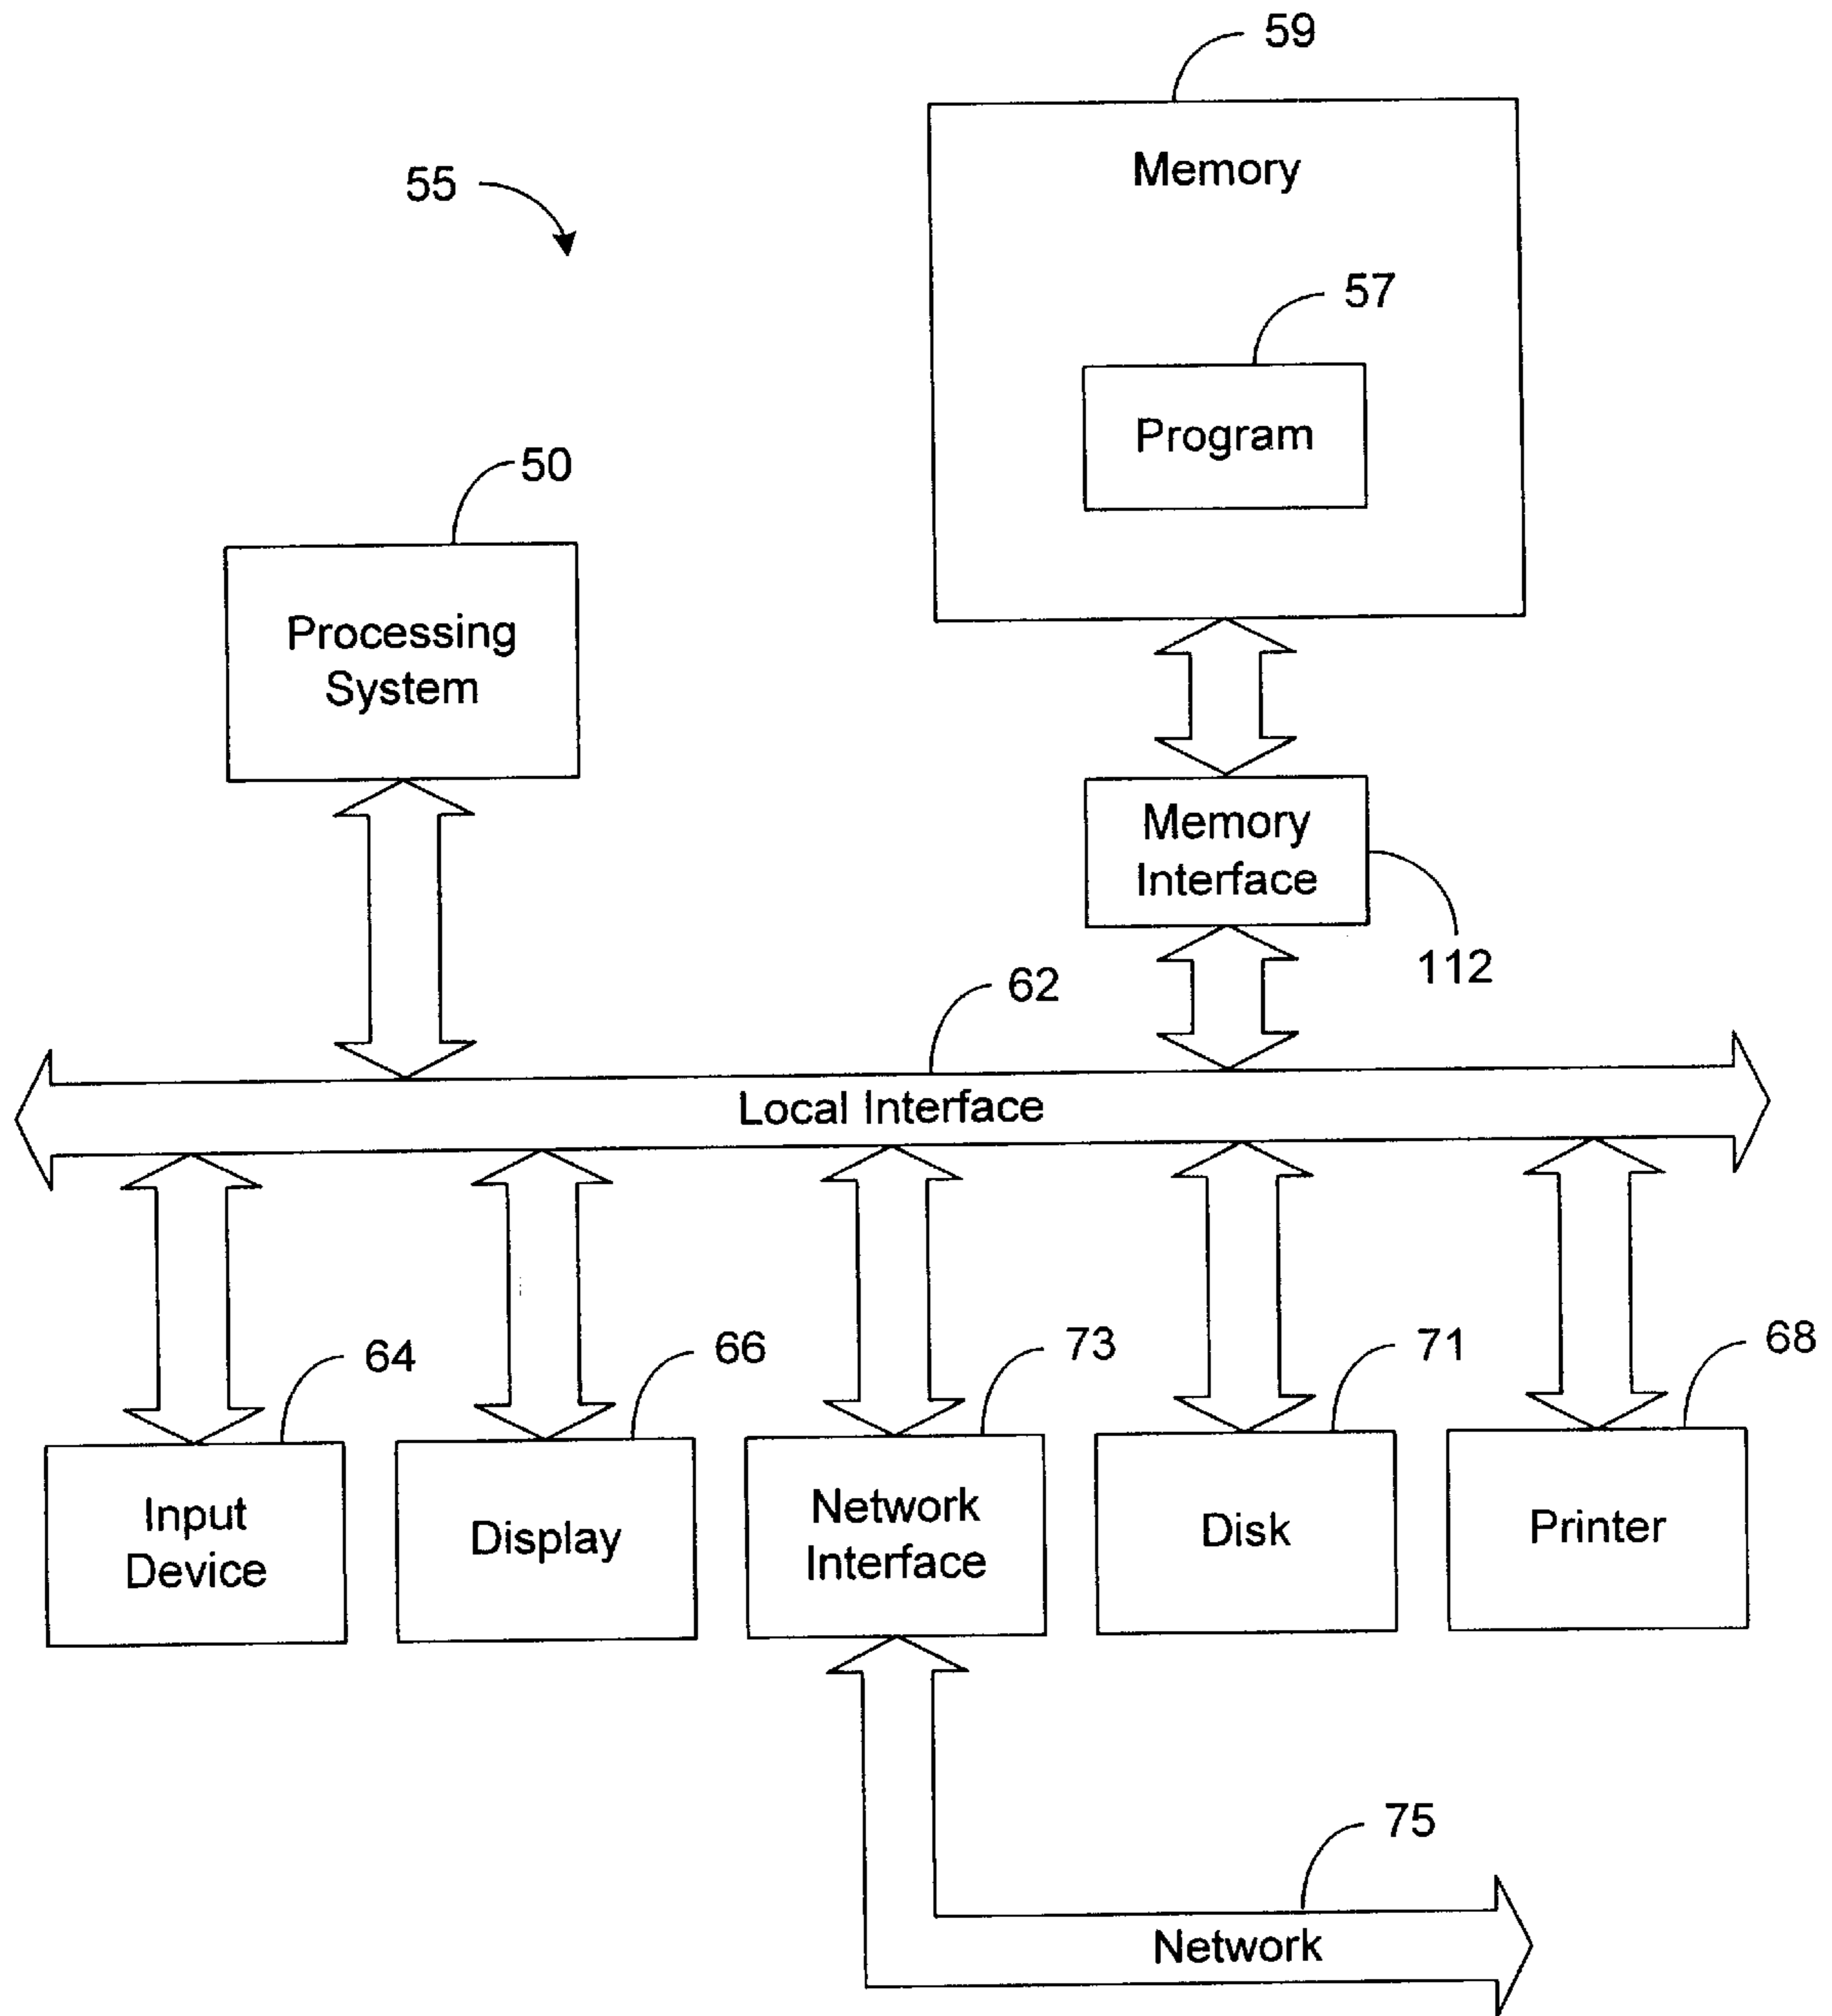 59
Memory
55
57
Program
50
Processing
System
Memory
Interface
112
62
Local Interface
64
66
73
71
68
Input
Device
Display
Network
Interface
Disk
Printer
75
Network